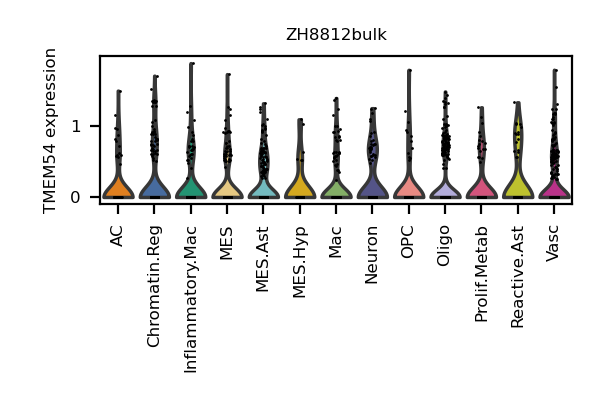 ZH8812bulk
TMEM54 expression
1
0
AC
Chromatin.Reg
Inflammatory.Mac
MES
MES.Ast
MES.Hyp
Mac
Neuron
OPC
Oligo
Prolif.Metab
Reactive.Ast
Vasc